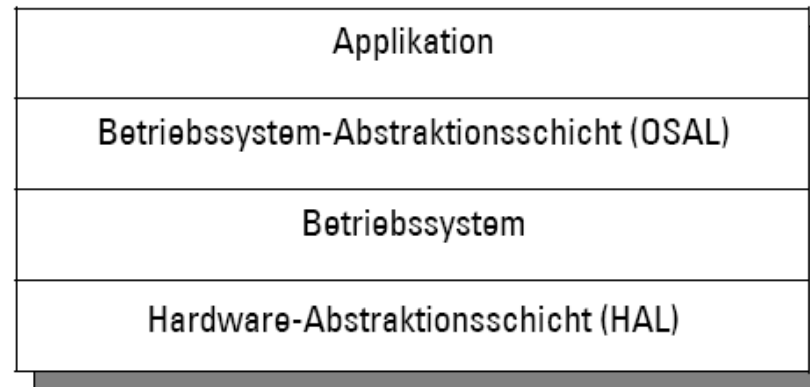 Applikation
Betriebssystem-Abstraktionsschicht (OSAL)
Betriebssystem
Hardware-Abstraktionsschicht (HAL)